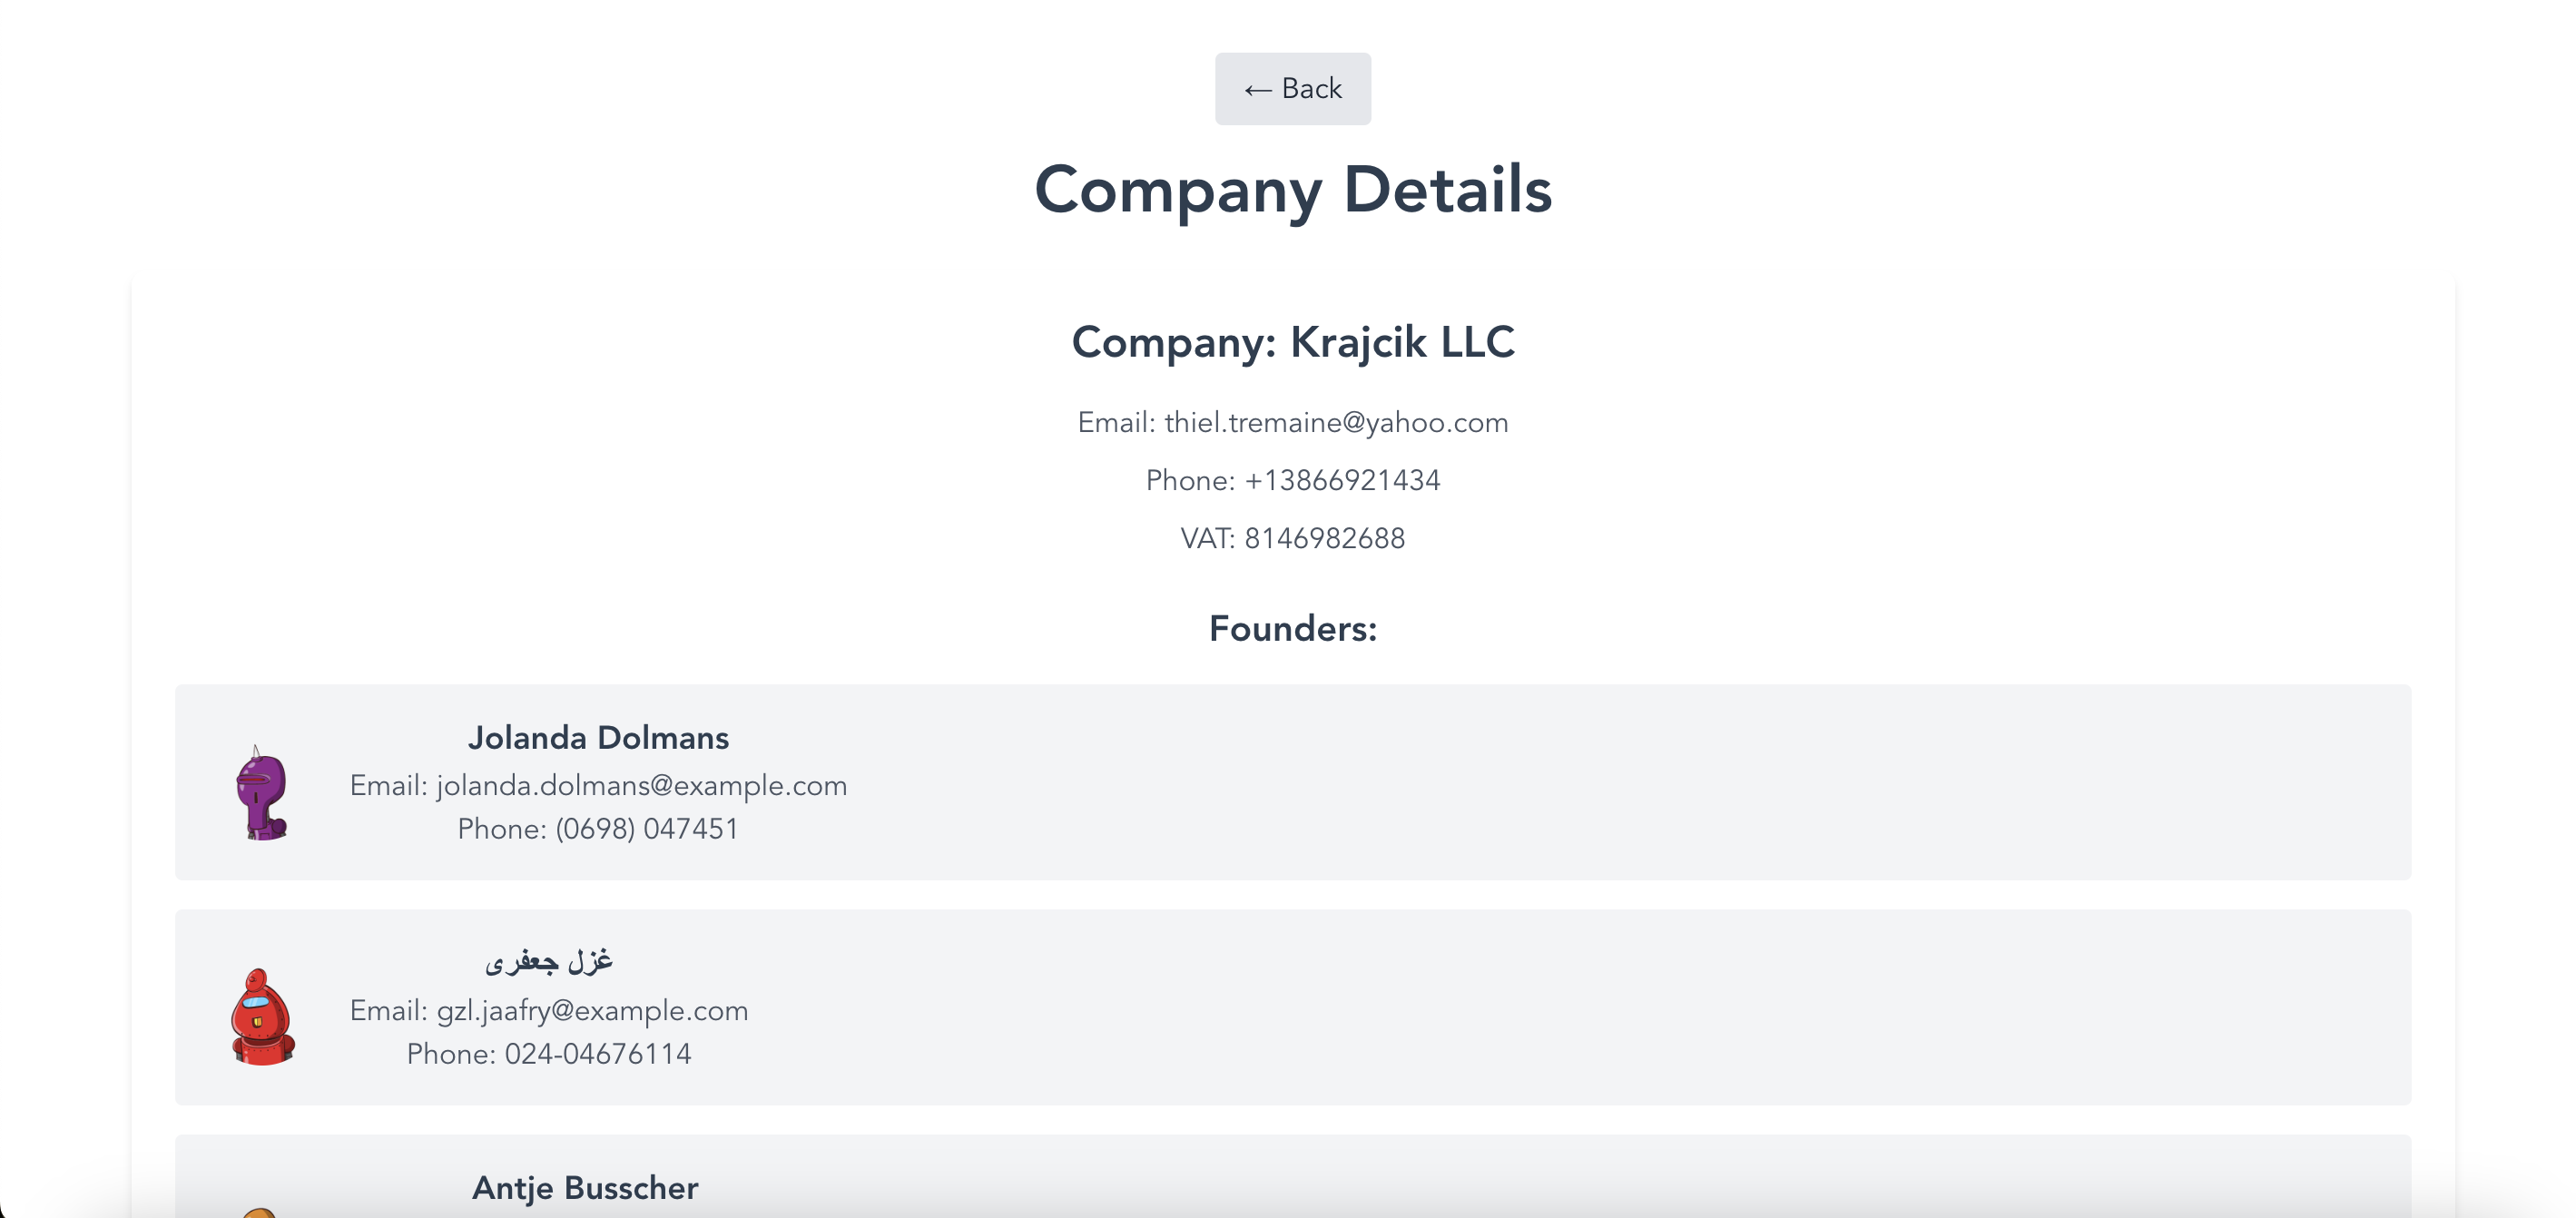 ← Back
Company Details
Company: Krajcik LLC
Email: thiel.tremaine@yahoo.com
Phone: +13866921434
VAT: 8146982688
Founders:
Jolanda Dolmans
Email: jolanda.dolmans@example.com
Phone: (0698) 047451
غزل جعفری
Email: gzl.jaafry@example.com
Phone: 024-04676114
Antje Busscher